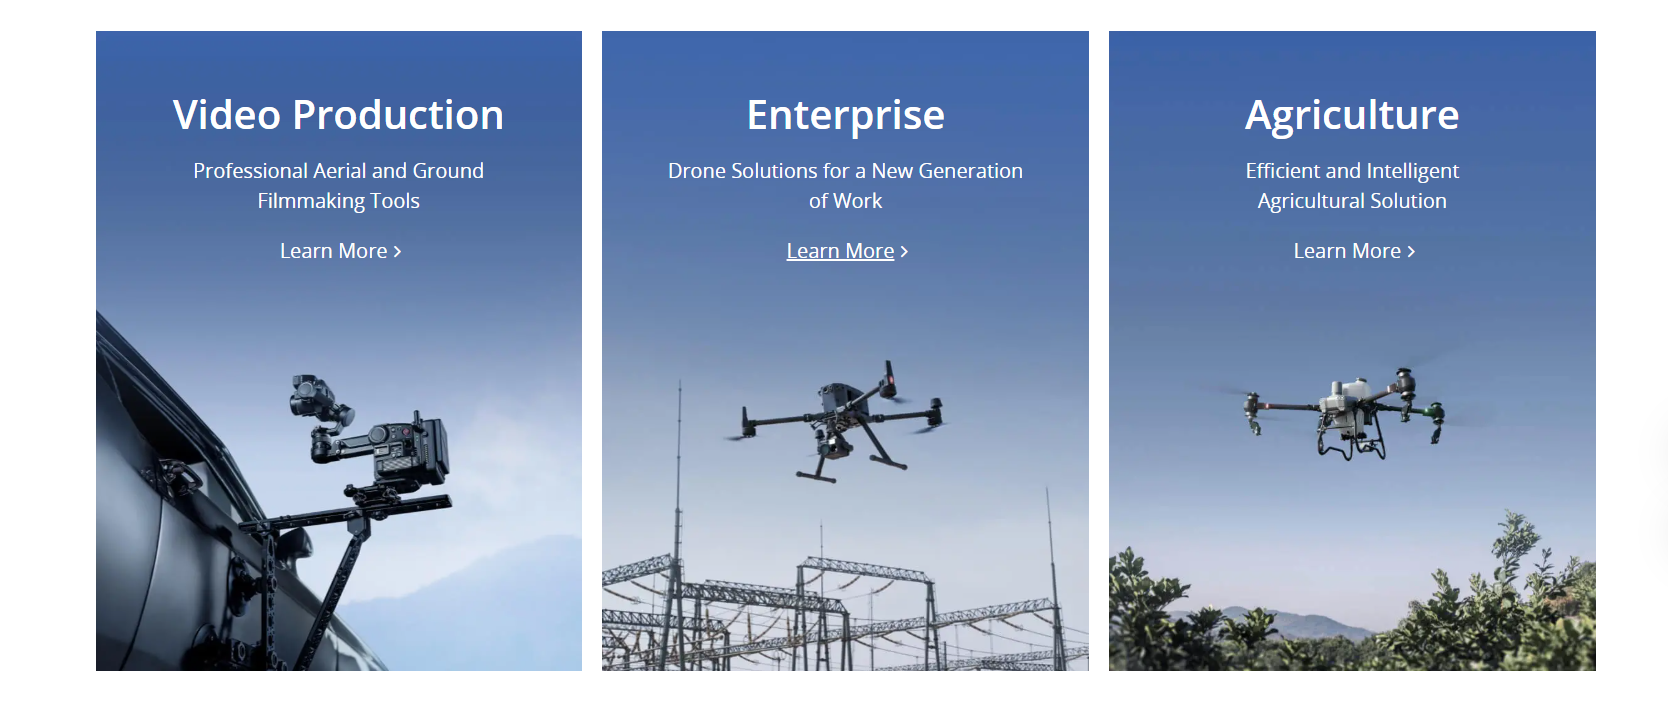 Video Production
Professional Aerial and Ground
Filmmaking Tools
Learn More >
Enterprise
Drone Solutions for a New Generation
of Work
Learn More >
Agriculture
Efficient and Intelligent
Agricultural Solution
Learn More >